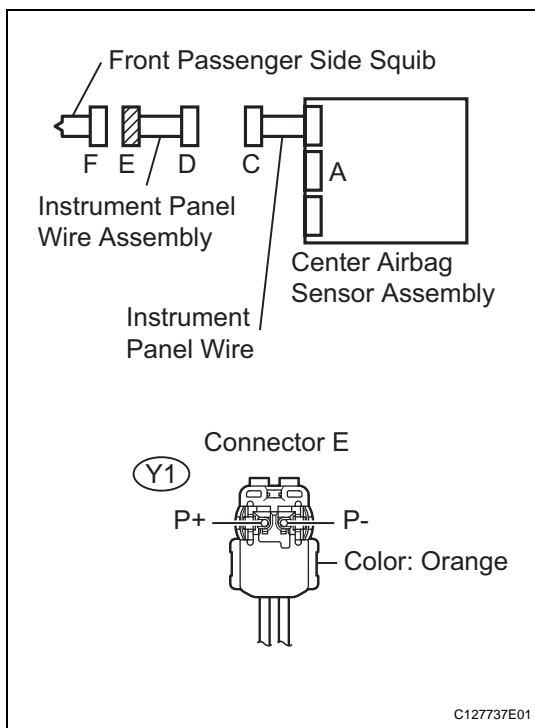 Front Passenger Side Squib
F E D C A
Instrument Panel
Wire Assembly
Center Airbag
Sensor Assembly
Instrument
Panel Wire
Connector E
Y1
P+ P-
Color: Orange
C127737E01